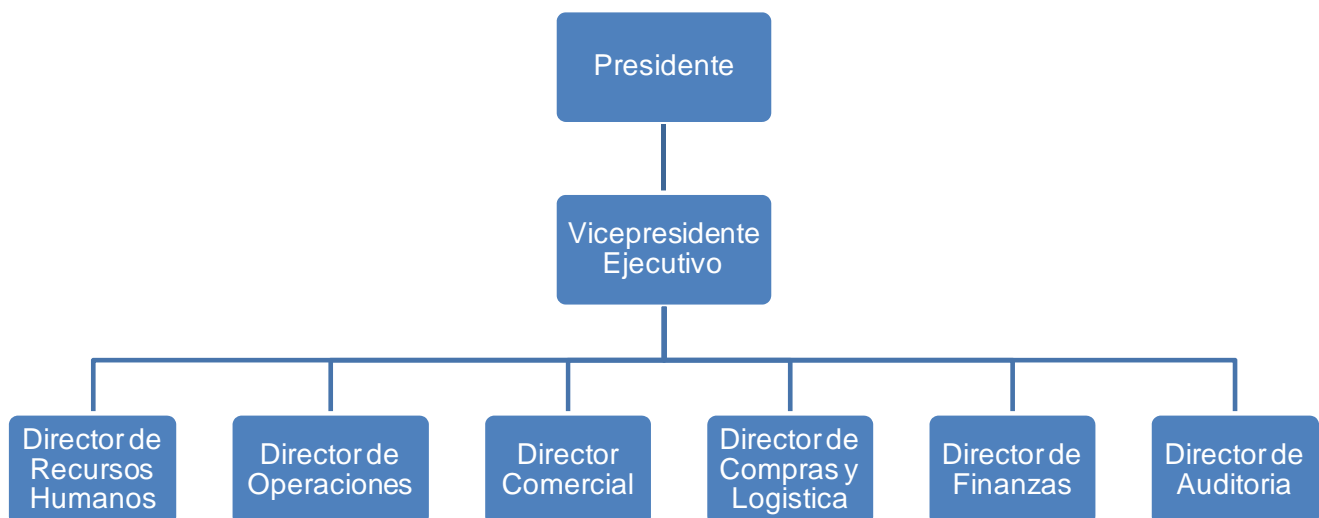 Presidente
Vicepresidente
Ejecutivo
Director de
Recursos
Humanos
Director de
Operaciones
Director
Comercial
Director de
Compras y
Logistica
Director de
Finanzas
Director de
Auditoria